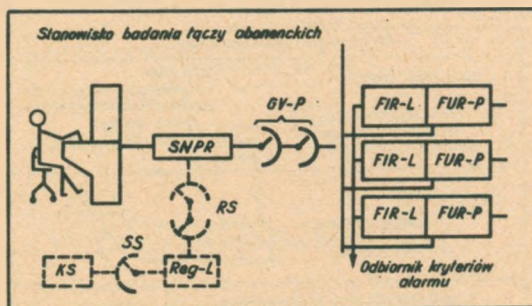 Stanowisko badania łączy abonenckich
GV-P
FIR-L FUR-P
SNPR
FIR-L FUR-P
RS
FIR-L FUR-P
SS
KS
Reg-L
Odbiornik kryteriów
alarmu